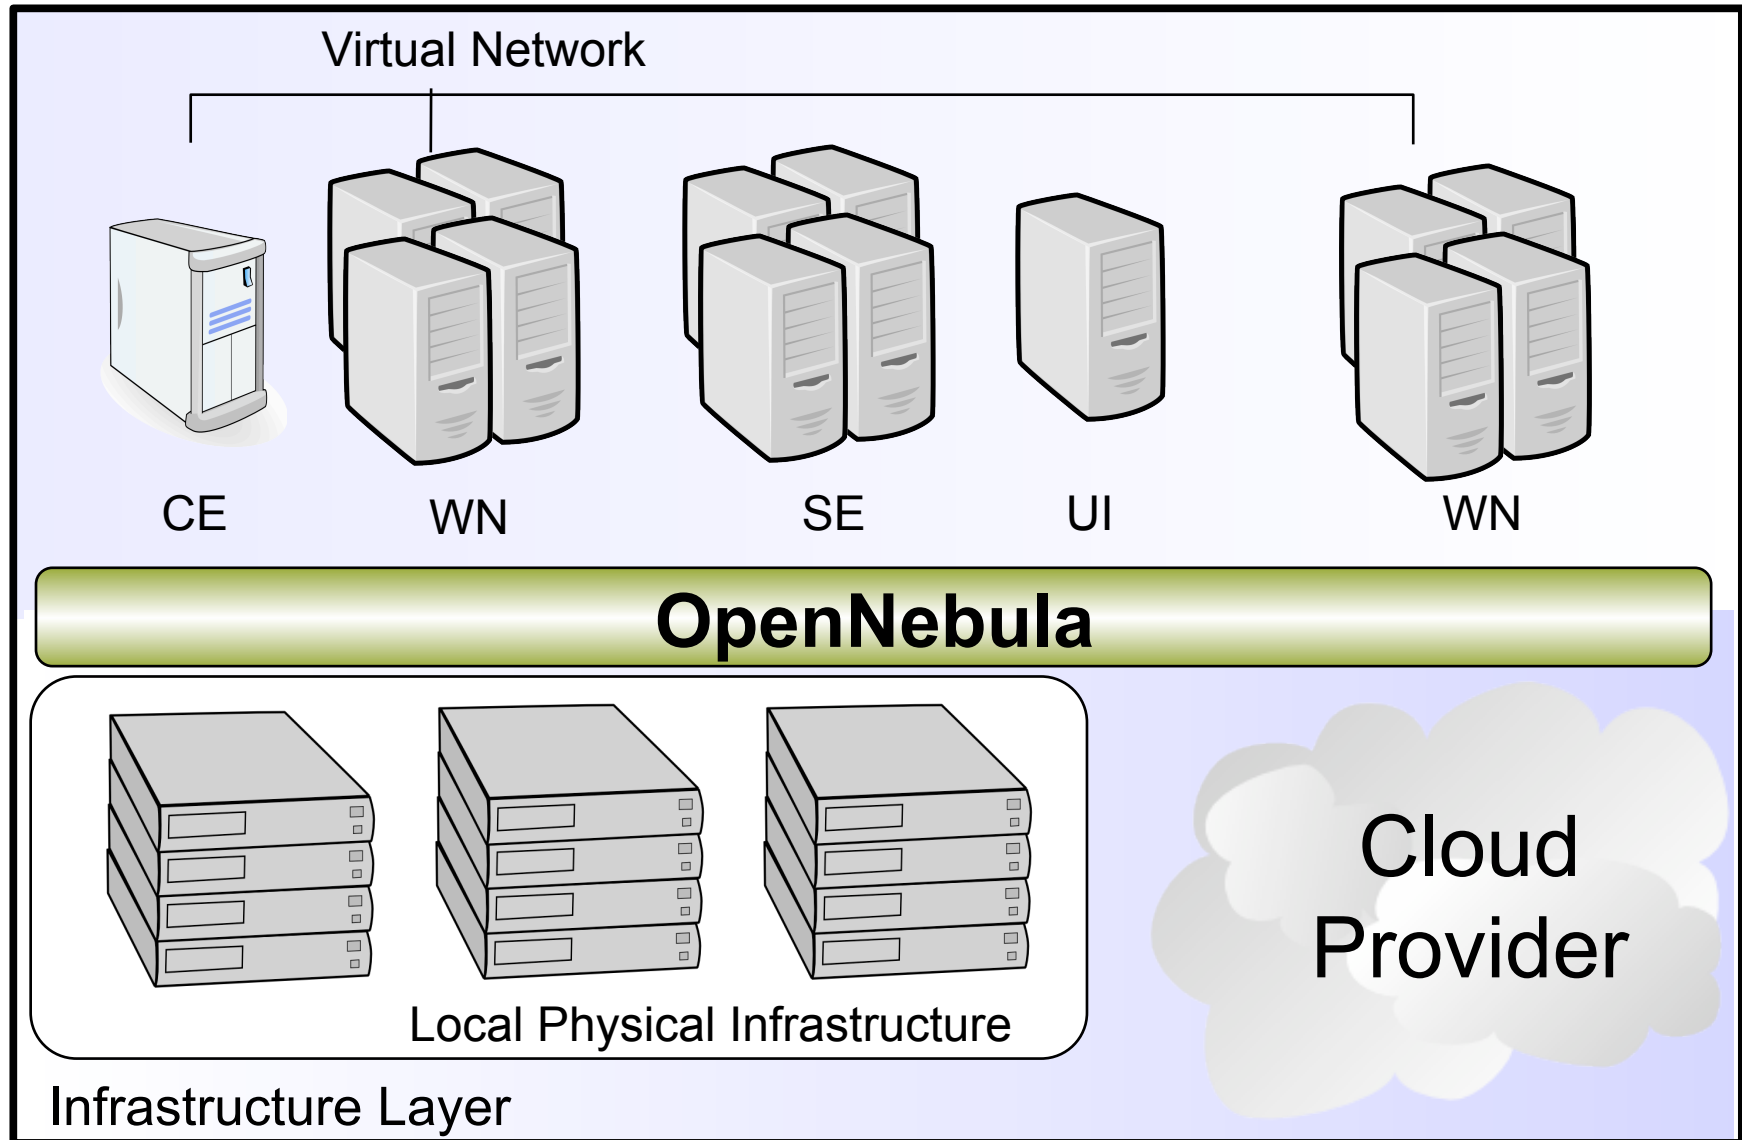 Virtual Network
CE
WN
SE
UI
WN
OpenNebula
Cloud
Provider
Local Physical Infrastructure
Infrastructure Layer